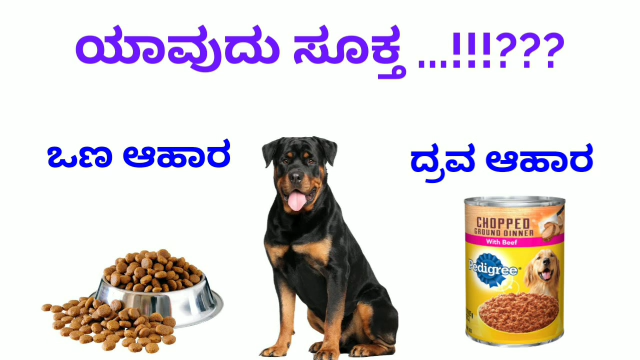 ಯಾವುದು ಸೂಕ್ತ ...!!!???
ಒಣ ಆಹಾರ
ದ್ರವ ಆಹಾರ
CHOPPED
GROUND DINNER
With Beef
Pedigree